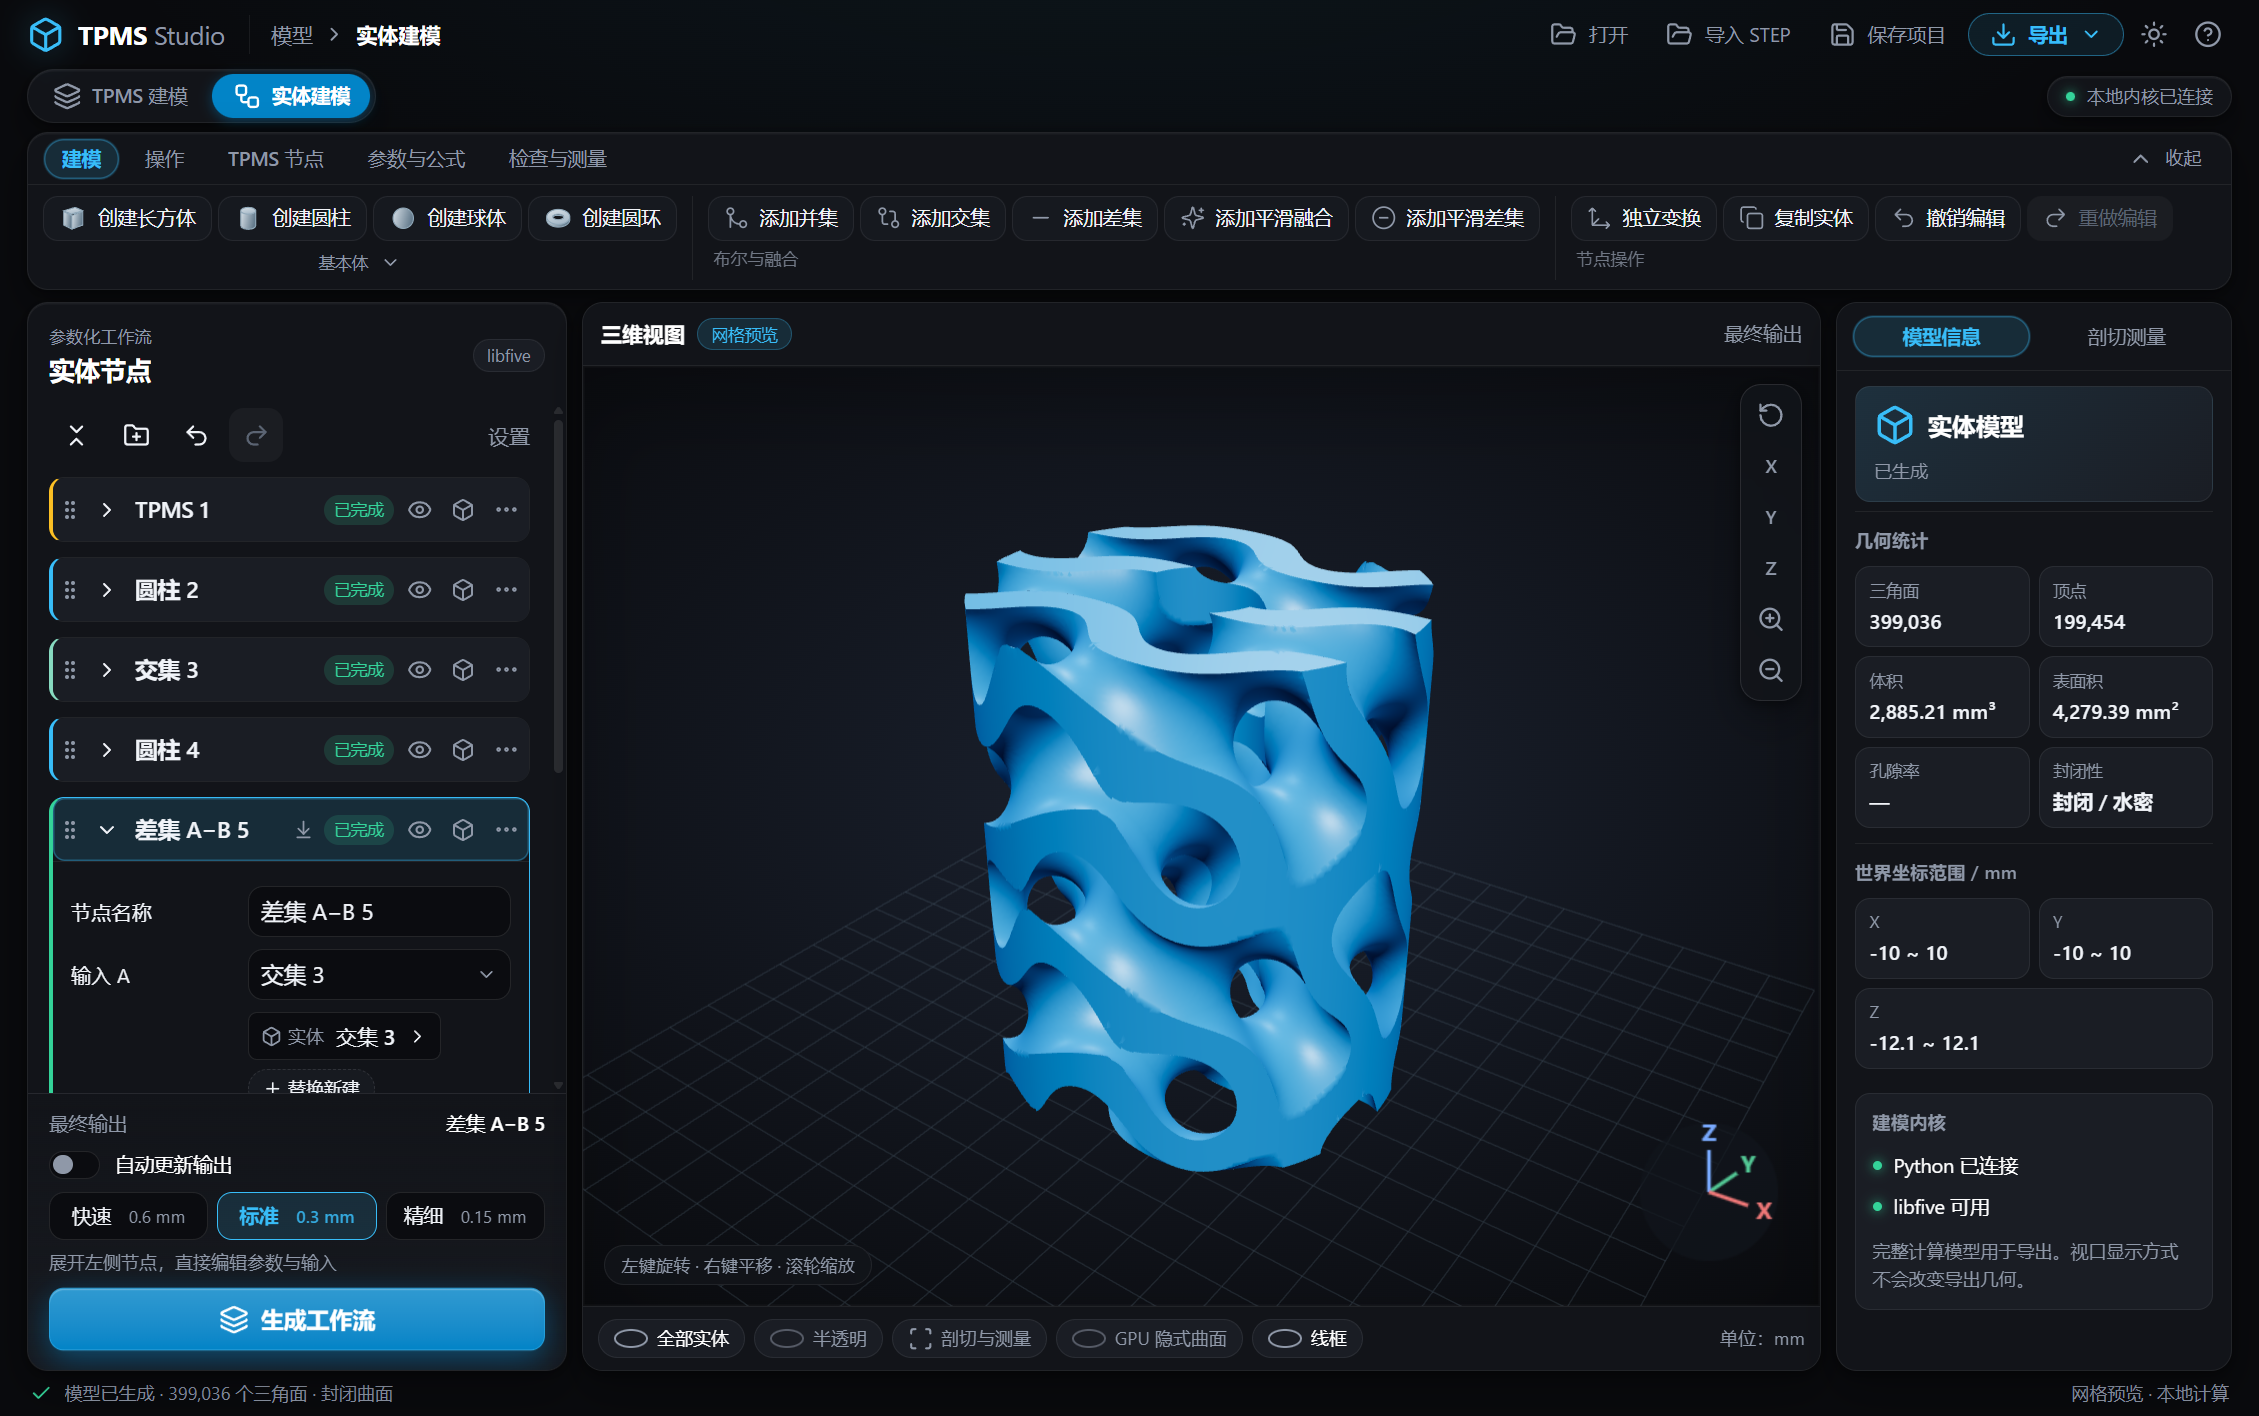 TPMS Studio 模型 > 实体建模 打开 导入 STEP 保存项目 导出
TPMS 建模 实体建模 本地内核已连接
建模 操作 TPMS 节点 参数与公式 检查与测量 收起
创建长方体 创建圆柱 创建球体 创建圆环 添加并集 添加交集 添加差集 添加平滑融合 添加平滑差集 独立变换 复制实体 撤销编辑 重做编辑
基本体 布尔与融合 节点操作
参数化工作流
实体节点
libfive
设置
TPMS 1 已完成
圆柱 2 已完成
交集 3 已完成
圆柱 4 已完成
差集 A−B 5 已完成
节点名称 差集 A−B 5
输入 A 交集 3
实体 交集 3
+ 替换新建
最终输出 差集 A−B 5
自动更新输出
快速 0.6 mm 标准 0.3 mm 精细 0.15 mm
展开左侧节点，直接编辑参数与输入
生成工作流
三维视图 网格预览 最终输出
X
Y
Z
Z
Y
X
左键旋转 · 右键平移 · 滚轮缩放
全部实体 半透明 剖切与测量 GPU 隐式曲面 线框 单位：mm
模型信息 剖切测量
实体模型
已生成
几何统计
三角面 顶点
399,036 199,454
体积 表面积
2,885.21 mm³ 4,279.39 mm²
孔隙率 封闭性
— 封闭 / 水密
世界坐标范围 / mm
X Y
-10 ~ 10 -10 ~ 10
Z
-12.1 ~ 12.1
建模内核
Python 已连接
libfive 可用
完整计算模型用于导出。视口显示方式
不会改变导出几何。
模型已生成 · 399,036 个三角面 · 封闭曲面 网格预览 · 本地计算